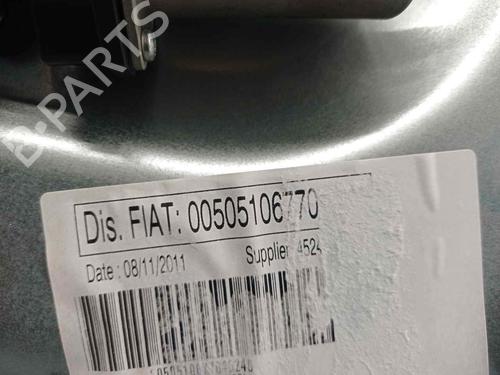 B-PARTS
Dis. FIAT: 00505106770
Date : 08/11/2011
Supplier 4524